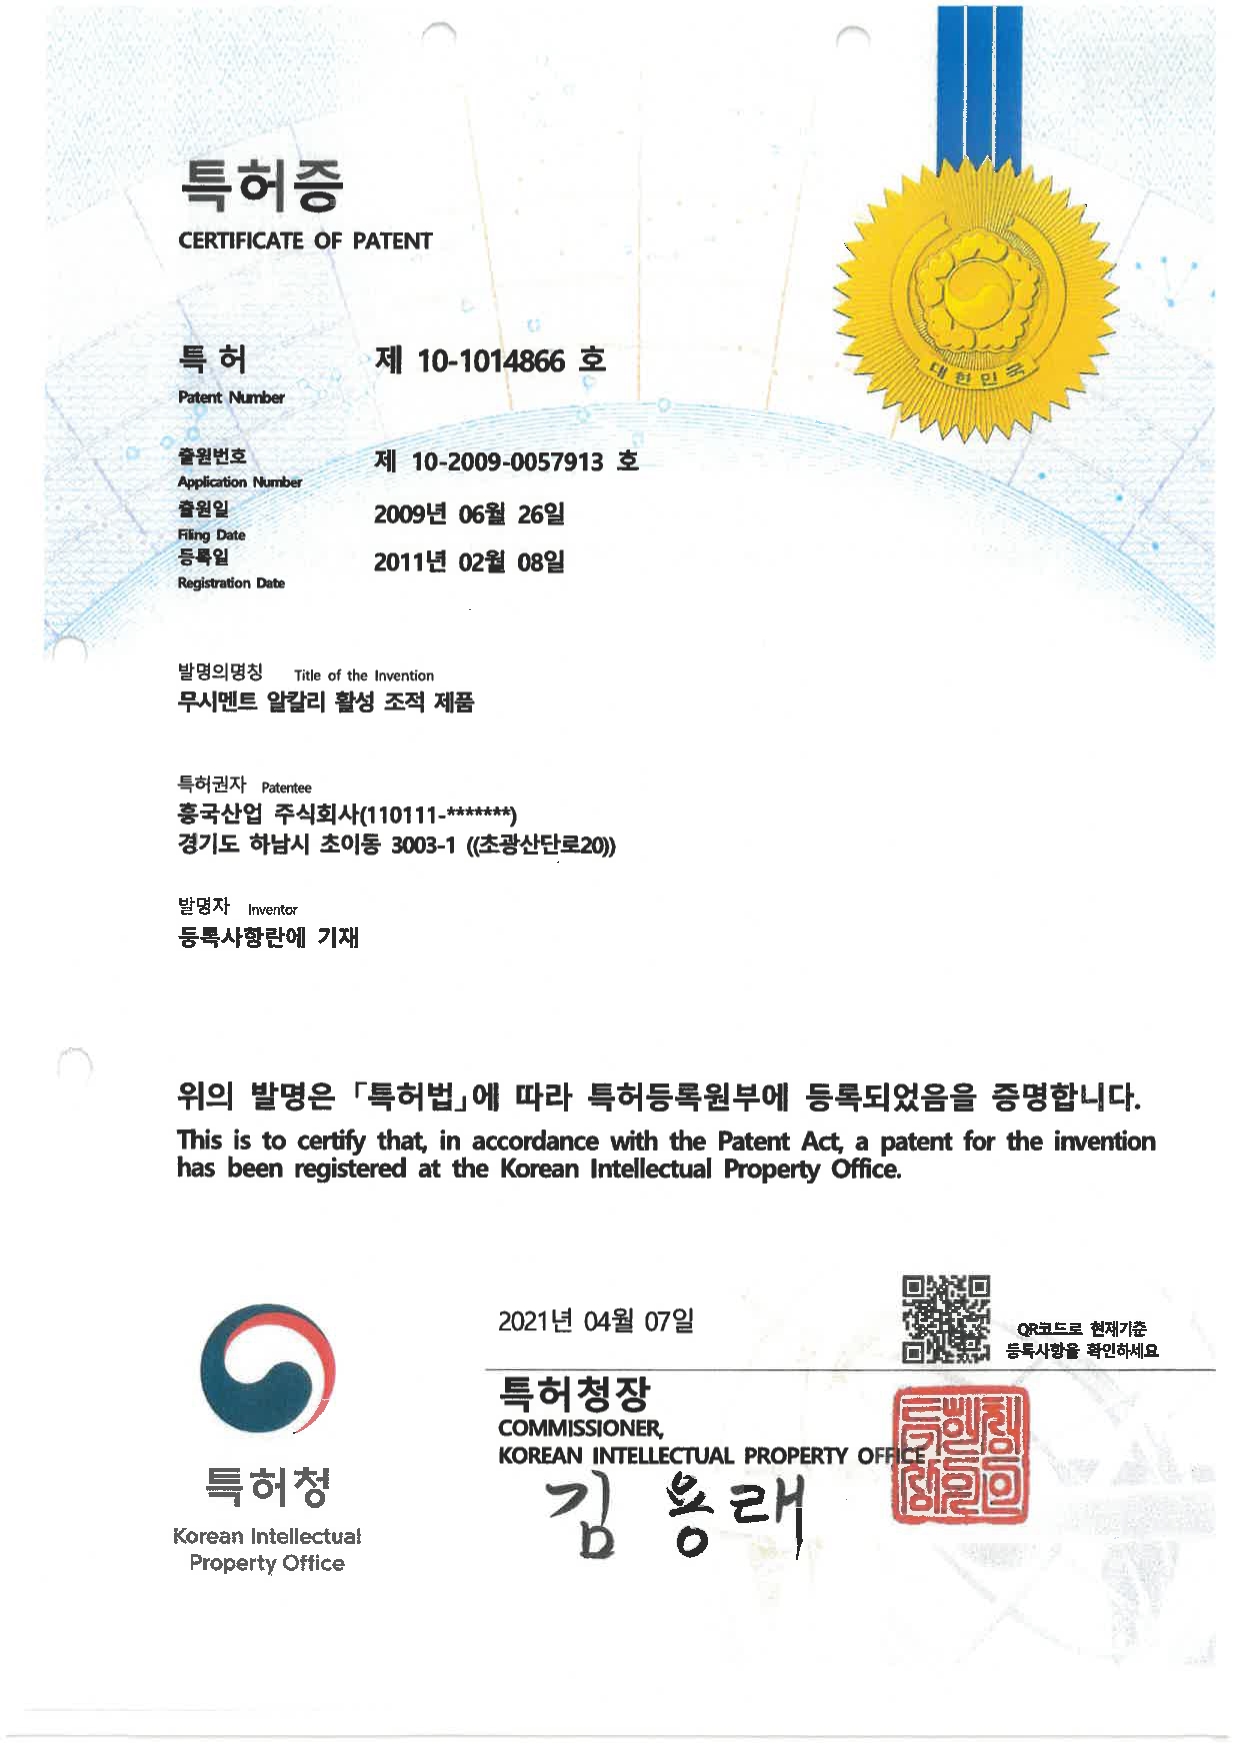 특허증
CERTIFICATE OF PATENT
대한민국
특 허 제 10-1014866 호
Patent Number
출원번호 제 10-2009-0057913 호
Application Number
출원일 2009년 06월 26일
Filing Date
등록일 2011년 02월 08일
Registration Date
발명의명칭 Title of the Invention
무시멘트 알칼리 활성 조적 제품
특허권자 Patentee
흥국산업 주식회사(110111-*******)
경기도 하남시 초이동 3003-1 ((초광산단로20))
발명자 Inventor
등록사항란에 기재
위의 발명은 「특허법」에 따라 특허등록원부에 등록되었음을 증명합니다.
This is to certify that, in accordance with the Patent Act, a patent for the invention
has been registered at the Korean Intellectual Property Office.
2021년 04월 07일
QR코드로 현재기준
등록사항을 확인하세요
특허청장
COMMISSIONER,
KOREAN INTELLECTUAL PROPERTY OFFICE
김용래
특허청
Korean Intellectual
Property Office